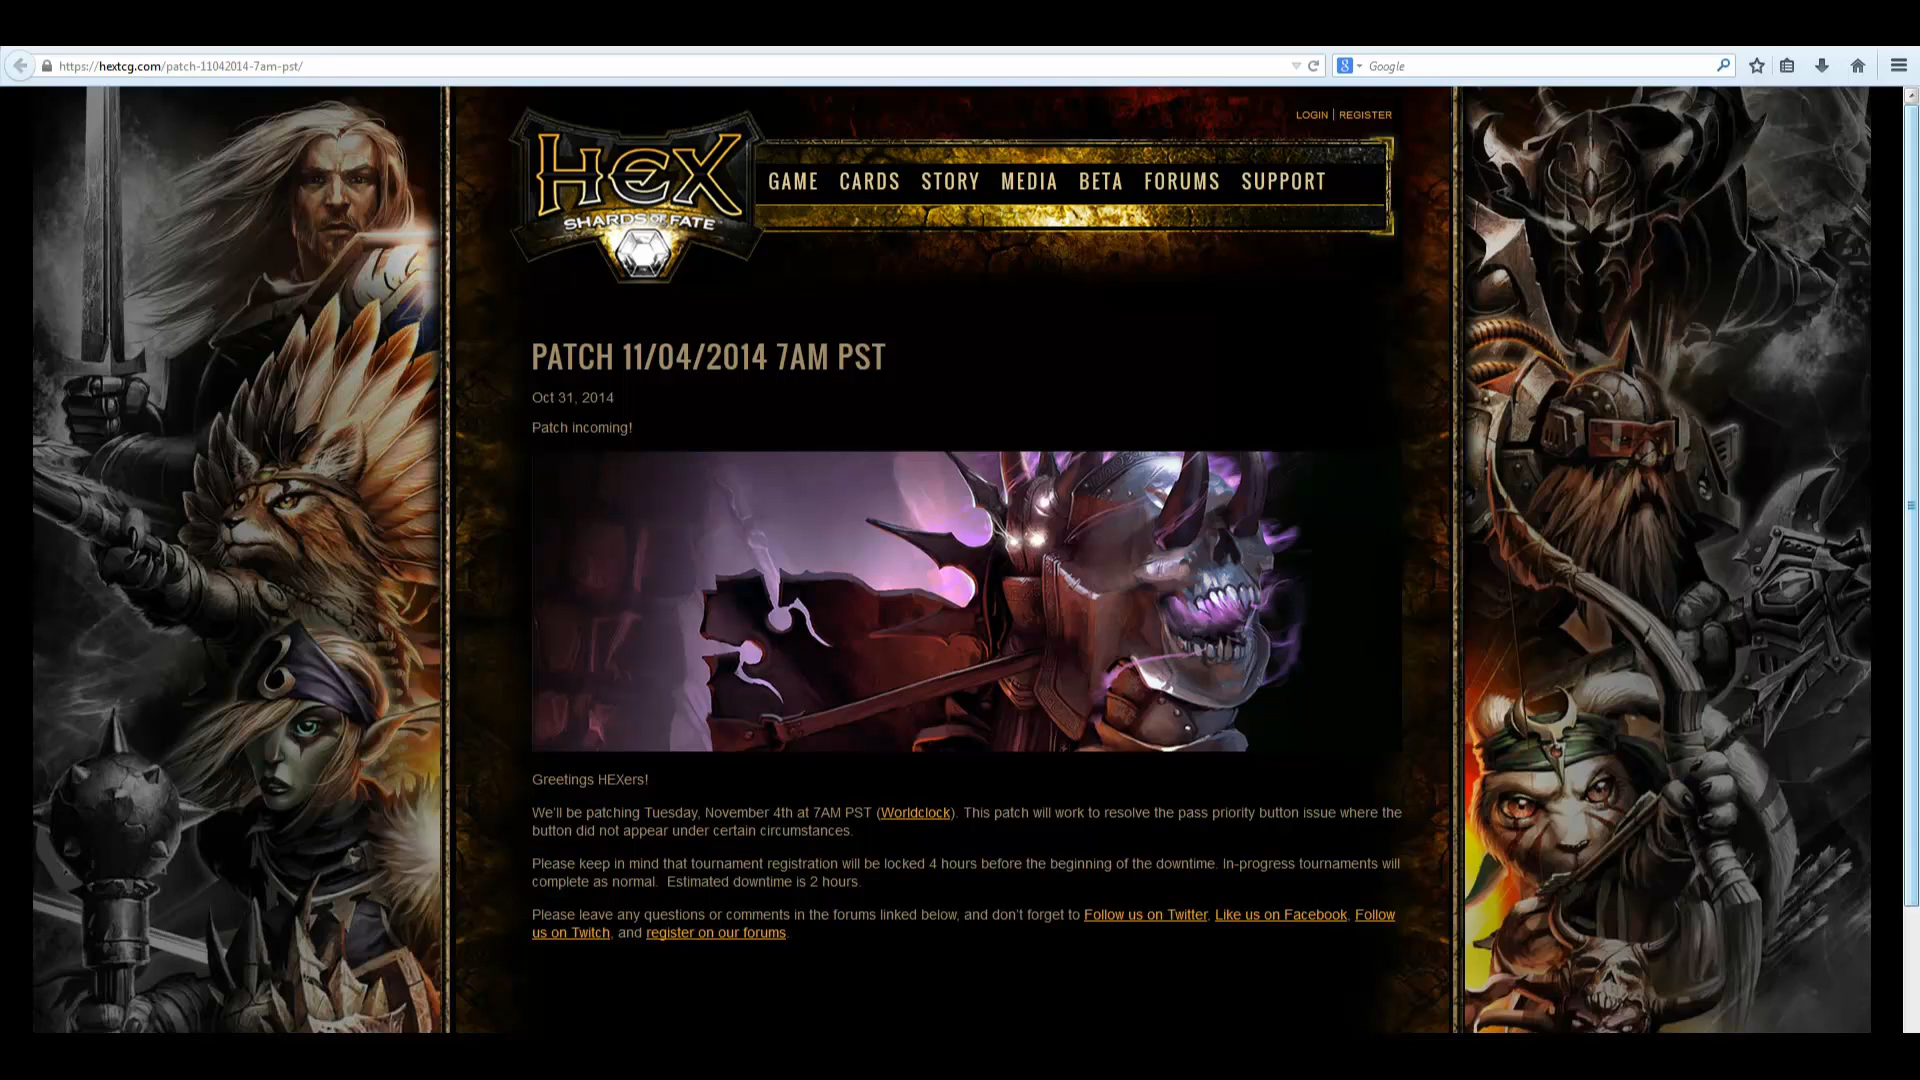 https://hextcg.com/patch-11042014-7am-pst/
Google
LOGIN | REGISTER
HEX
SHARDS OF FATE
GAME CARDS STORY MEDIA BETA FORUMS SUPPORT
PATCH 11/04/2014 7AM PST
Oct 31, 2014
Patch incoming!
Greetings HEXers!
We'll be patching Tuesday, November 4th at 7AM PST (Worldclock). This patch will work to resolve the pass priority button issue where the
button did not appear under certain circumstances.
Please keep in mind that tournament registration will be locked 4 hours before the beginning of the downtime. In-progress tournaments will
complete as normal.  Estimated downtime is 2 hours.
Please leave any questions or comments in the forums linked below, and don't forget to Follow us on Twitter, Like us on Facebook, Follow
us on Twitch, and register on our forums.